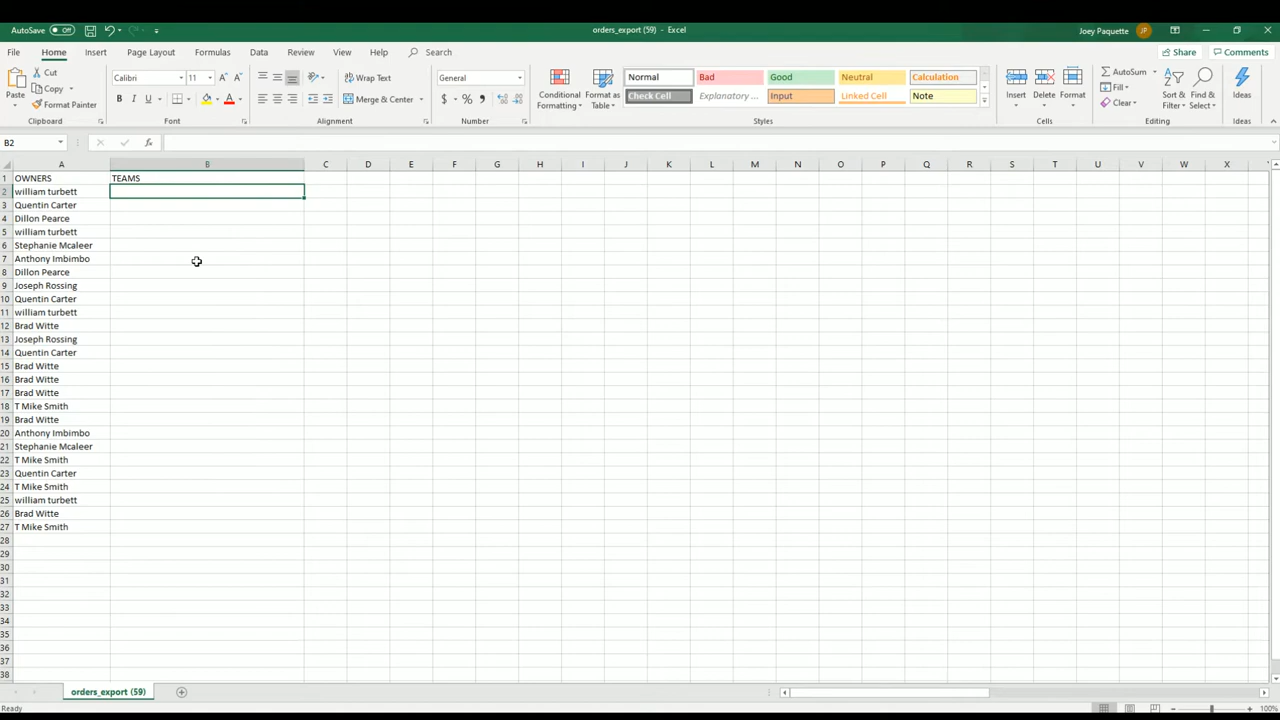 AutoSave Off orders_export (59) - Excel Joey Paquette JP
File Home Insert Page Layout Formulas Data Review View Help Search Share Comments
Paste Cut Copy Format Painter Clipboard
Calibri 11 A A B I U A Font
ab Wrap Text Merge & Center Alignment
General $ % , Number
Conditional Formatting Format as Table
Normal Bad Good Neutral Calculation
Check Cell Explanatory ... Input Linked Cell Note
Styles
Insert Delete Format Cells
AutoSum Fill Clear Sort & Filter Find & Select Editing
Ideas Ideas
B2 fx
A B C D E F G H I J K L M N O P Q R S T U V W X
1 OWNERS TEAMS
2 william turbett
3 Quentin Carter
4 Dillon Pearce
5 william turbett
6 Stephanie Mcaleer
7 Anthony Imbimbo
8 Dillon Pearce
9 Joseph Rossing
10 Quentin Carter
11 william turbett
12 Brad Witte
13 Joseph Rossing
14 Quentin Carter
15 Brad Witte
16 Brad Witte
17 Brad Witte
18 T Mike Smith
19 Brad Witte
20 Anthony Imbimbo
21 Stephanie Mcaleer
22 T Mike Smith
23 Quentin Carter
24 T Mike Smith
25 william turbett
26 Brad Witte
27 T Mike Smith
28
29
30
31
32
33
34
35
36
37
38
orders_export (59)
Ready 100%